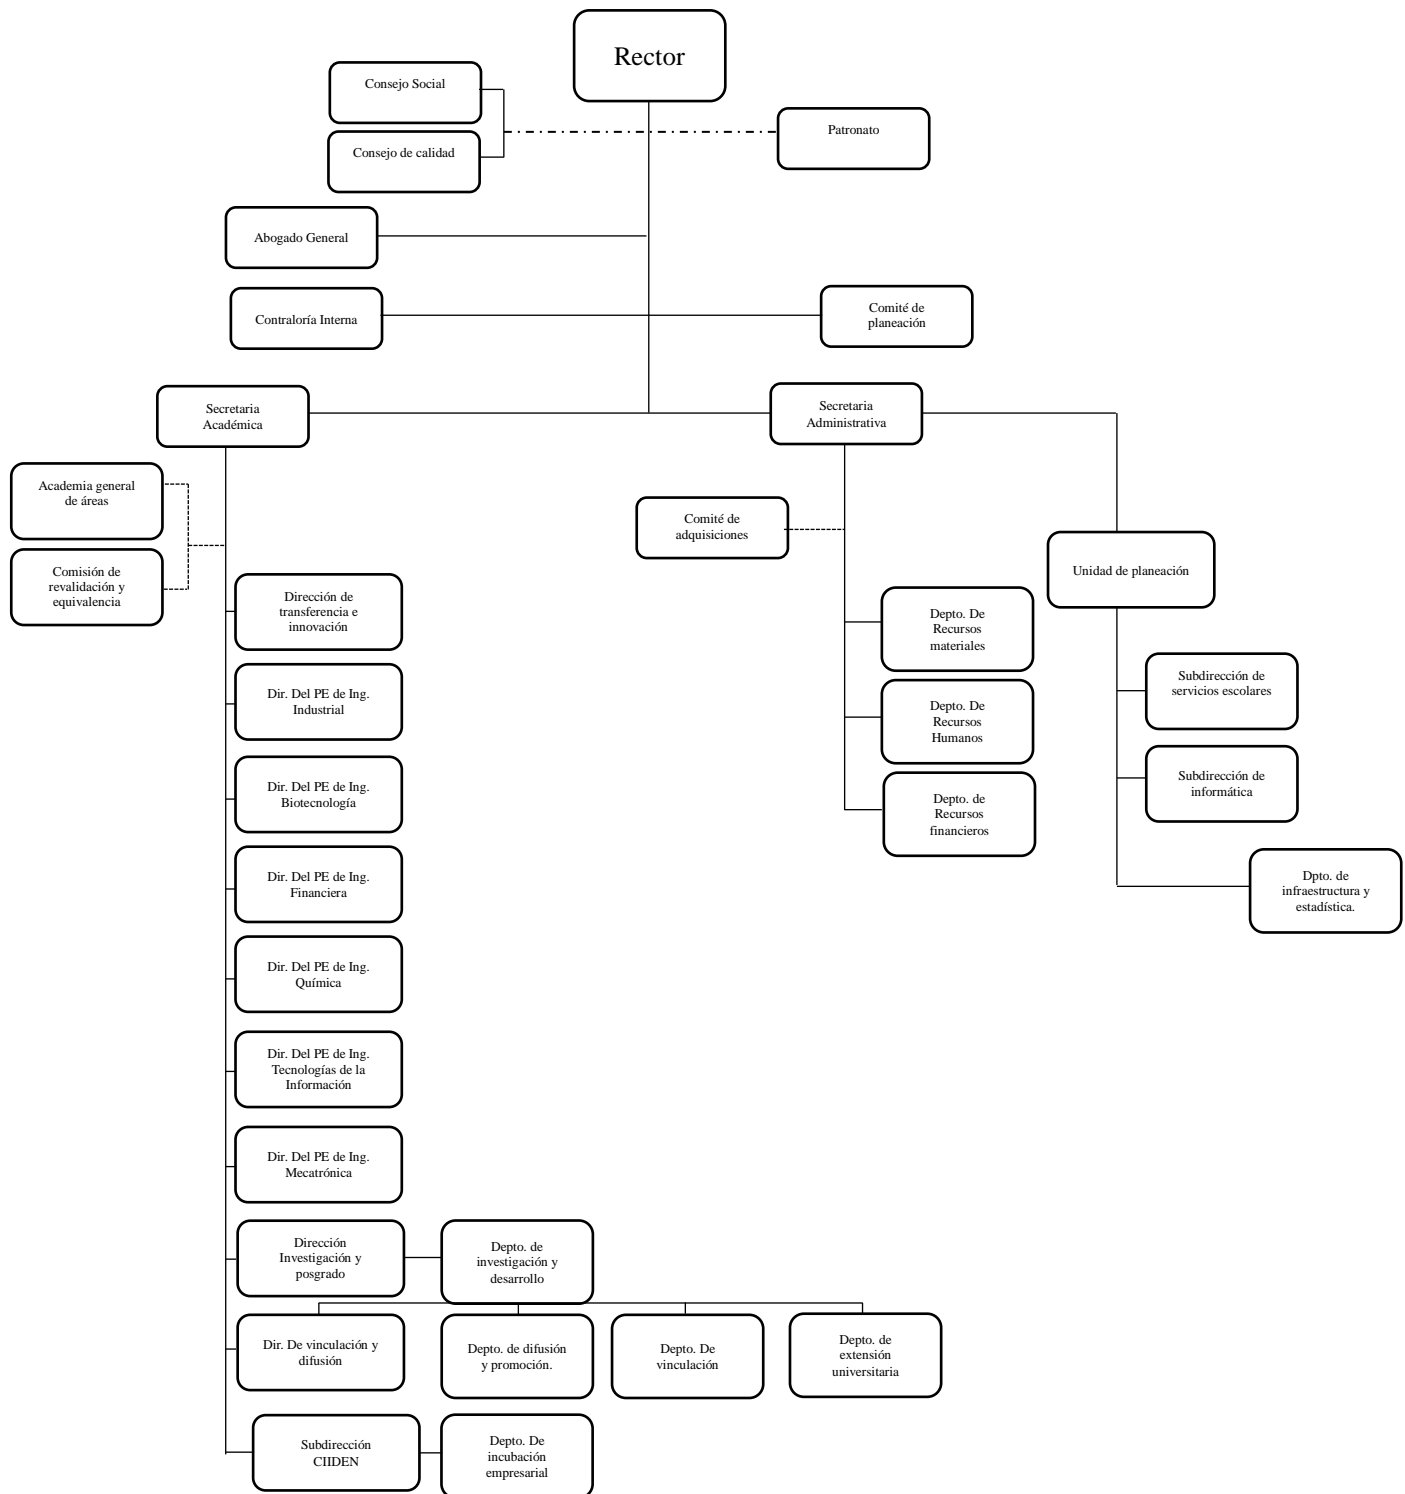 Rector
Consejo Social
Consejo de calidad
Patronato
Abogado General
Contraloría Interna
Comité de
planeación
Secretaria
Académica
Secretaria
Administrativa
Academia general
de áreas
Comisión de
revalidación y
equivalencia
Comité de
adquisiciones
Unidad de planeación
Dirección de
transferencia e
innovación
Dir. Del PE de Ing.
Industrial
Dir. Del PE de Ing.
Biotecnología
Dir. Del PE de Ing.
Financiera
Dir. Del PE de Ing.
Química
Dir. Del PE de Ing.
Tecnologías de la
Información
Dir. Del PE de Ing.
Mecatrónica
Dirección
Investigación y
posgrado
Depto. de
investigación y
desarrollo
Dir. De vinculación y
difusión
Depto. de difusión
y promoción.
Depto. De
vinculación
Depto. de
extensión
universitaria
Subdirección
CIIDEN
Depto. De
incubación
empresarial
Depto. De
Recursos
materiales
Depto. De
Recursos
Humanos
Depto. de
Recursos
financieros
Subdirección de
servicios escolares
Subdirección de
informática
Dpto. de
infraestructura y
estadística.